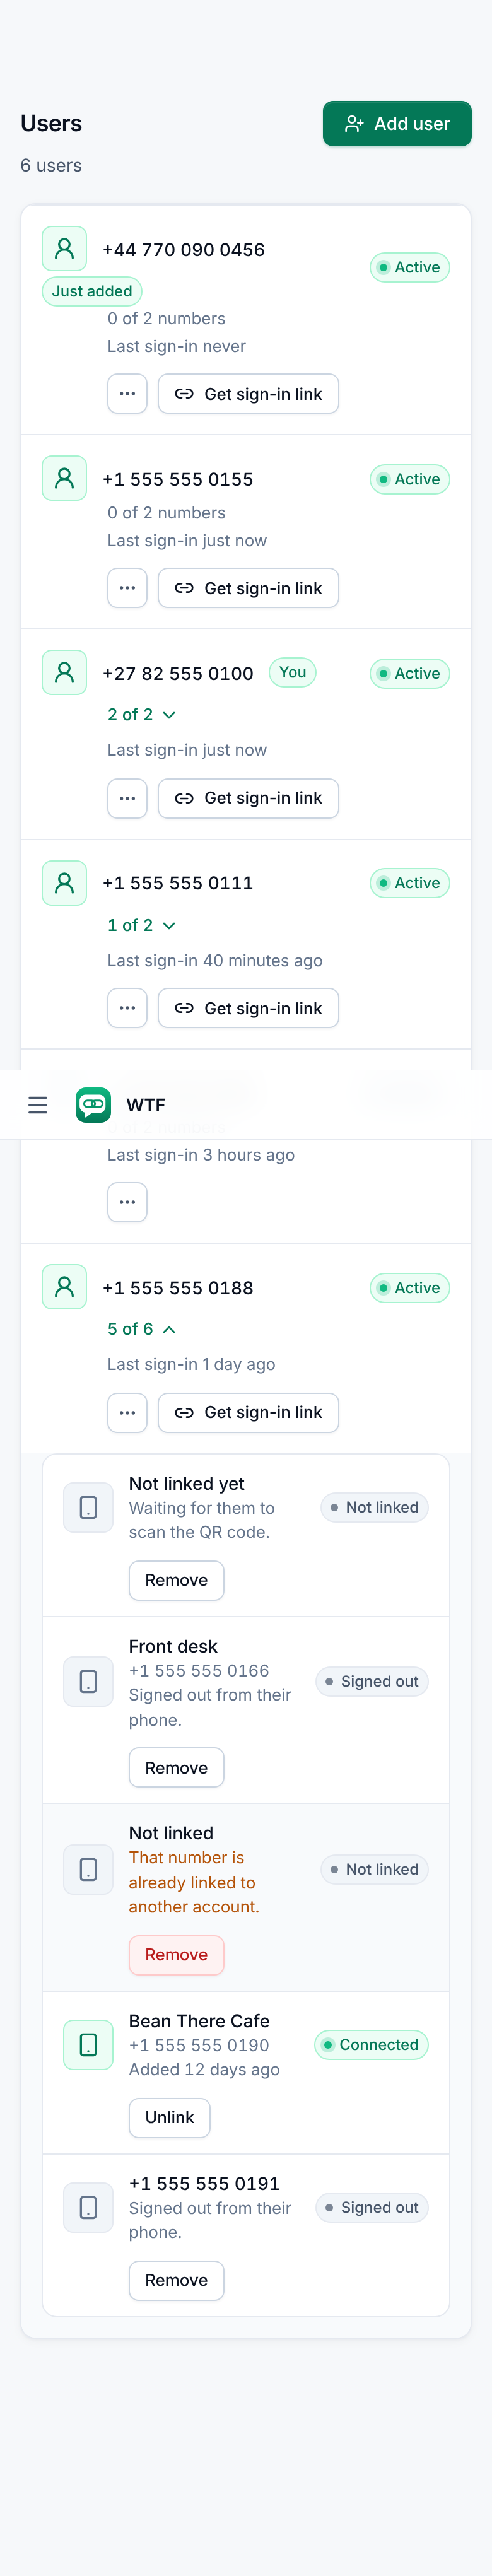 Users
Add user
6 users
+44 770 090 0456
Active
Just added
0 of 2 numbers
Last sign-in never
Get sign-in link
+1 555 555 0155
Active
0 of 2 numbers
Last sign-in just now
Get sign-in link
+27 82 555 0100
You
Active
2 of 2
Last sign-in just now
Get sign-in link
+1 555 555 0111
Active
1 of 2
Last sign-in 40 minutes ago
Get sign-in link
WTF
Last sign-in 3 hours ago
+1 555 555 0188
Active
5 of 6
Last sign-in 1 day ago
Get sign-in link
Not linked yet
Waiting for them to
scan the QR code.
Not linked
Remove
Front desk
+1 555 555 0166
Signed out from their
phone.
Signed out
Remove
Not linked
That number is
already linked to
another account.
Not linked
Remove
Bean There Cafe
+1 555 555 0190
Added 12 days ago
Connected
Unlink
+1 555 555 0191
Signed out from their
phone.
Signed out
Remove